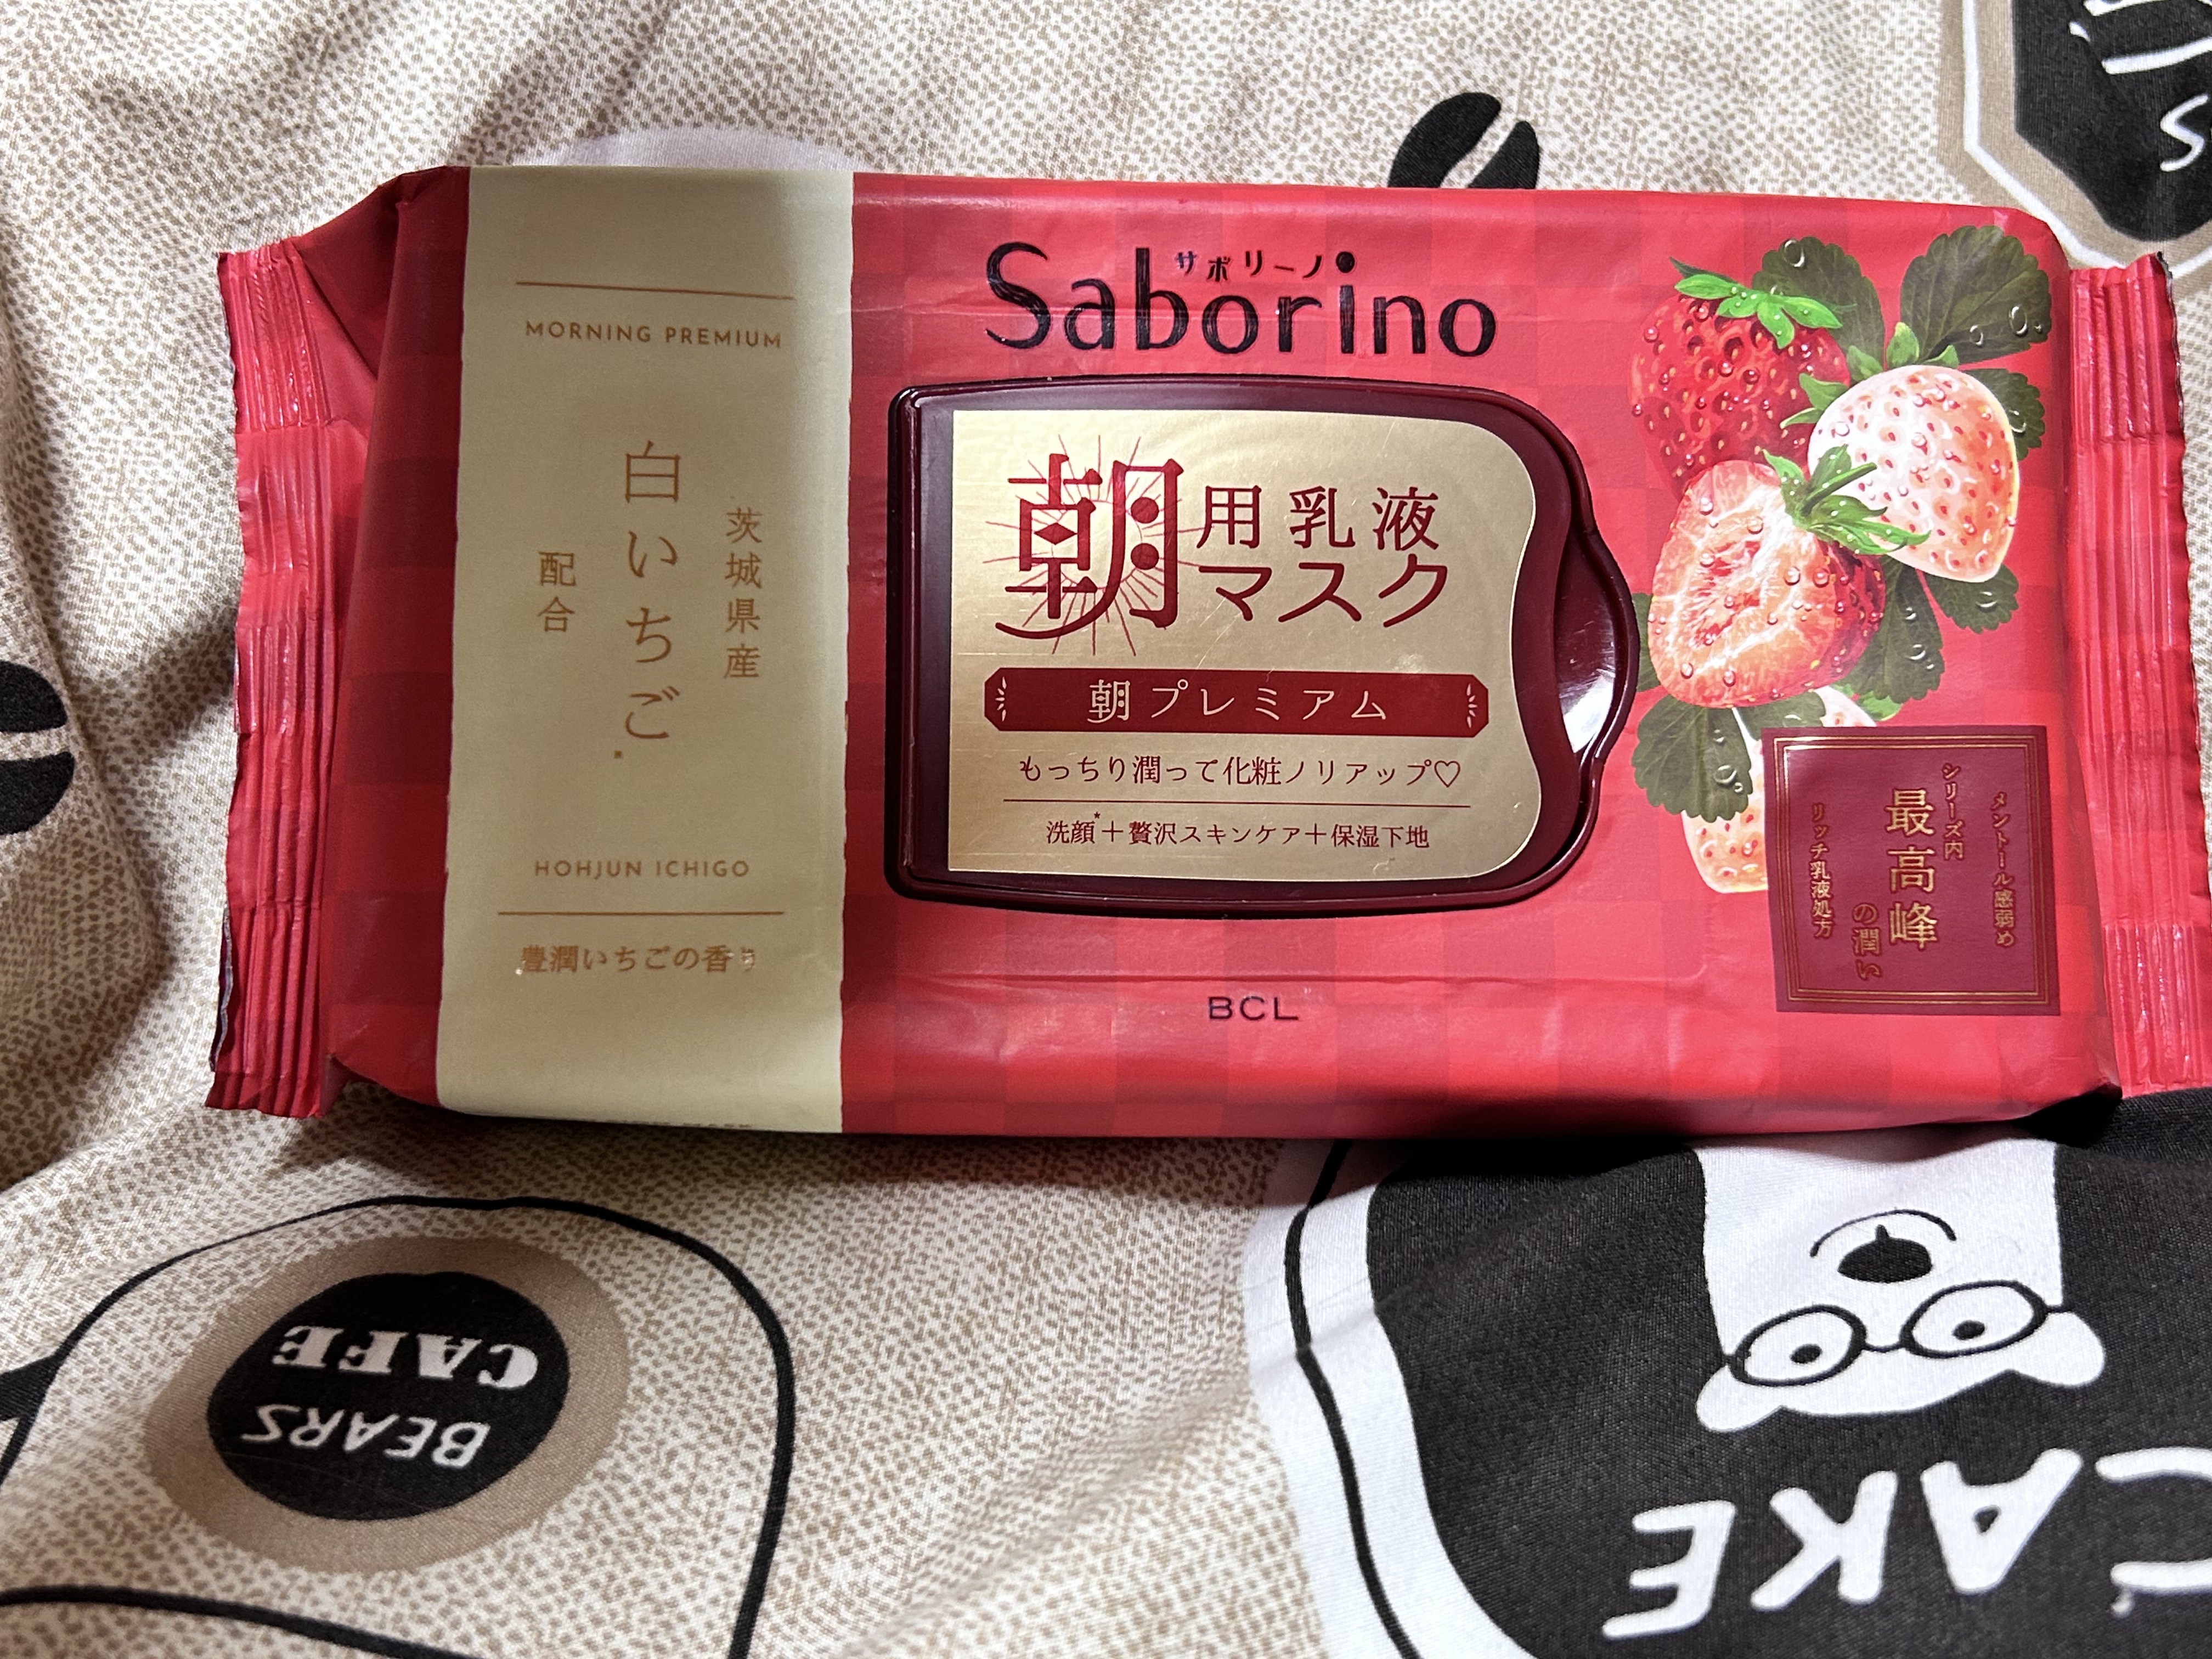 MORNING PREMIUM
茨城県産
白いちご
※
配合
HOHJUN ICHIGO
豊潤いちごの香り
サボリーノ
Saborino
朝用乳液
マスク
朝プレミアム
もっちり潤って化粧ノリアップ♡
洗顔*＋贅沢スキンケア＋保湿下地
BCL
メントール感弱め
シリーズ内
最高峰
の潤い
リッチ乳液処方
BEARS
CAFE
CAKE